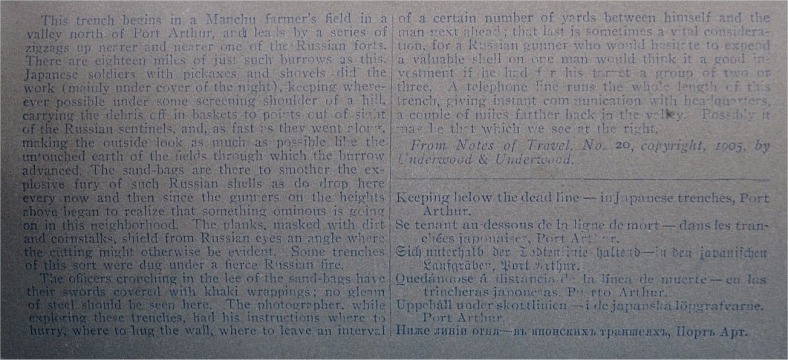 This trench begins in a Manchu farmer's field in a
valley north of Port Arthur, and leads by a series of
zigzags up nearer and nearer one of the Russian forts.
There are eighteen miles of just such burrows as this.
Japanese soldiers with pickaxes and shovels did the
work (mainly under cover of the night), keeping where-
ever possible under some screening shoulder of a hill,
carrying the debris off in baskets to points out of sight
of the Russian sentinels, and, as fast as they went along,
making the outside look as much as possible like the
untouched earth of the fields through which the burrow
advanced. The sand-bags are there to smother the ex-
plosive fury of such Russian shells as do drop here
every now and then since the gunners on the heights
above began to realize that something ominous is going
on in this neighborhood. The planks, masked with dirt
and cornstalks, shield from Russian eyes an angle where
the cutting might otherwise be evident. Some trenches
of this sort were dug under a fierce Russian fire.
The officers crouching in the lee of the sand-bags have
their swords covered with khaki wrappings; no gleam
of steel should be seen here. The photographer, while
exploring these trenches, had his instructions where to
hurry, where to hug the wall, where to leave an interval
of a certain number of yards between himself and the
man next ahead; that last is sometimes a vital considera-
tion, for a Russian gunner who would hesitate to expend
a valuable shell on one man would think it a good in-
vestment if he had for his target a group of two or
three. A telephone line runs the whole length of this
trench, giving instant communication with headquarters,
a couple of miles farther back in the valley. Possibly it
may be that which we see at the right.
From Notes of Travel, No. 20, copyright, 1905, by
Underwood & Underwood.
Keeping below the dead line — in Japanese trenches, Port
Arthur.
Se tenant au-dessous de la ligne de mort — dans les tran-
chées japonaises, Port Arthur.
Sich unterhalb der Todtenlinie haltend — in den japanischen
Laufgräben, Port Arthur.
Quedándose á distancia de la línea de muerte — en las
trincheras japonesas, Puerto Arturo.
Uppehåll under skottlinien — i de japanska löpgrafvarne.
Port Arthur.
Ниже линіи огня — въ японскихъ траншеяхъ, Портъ Арт.